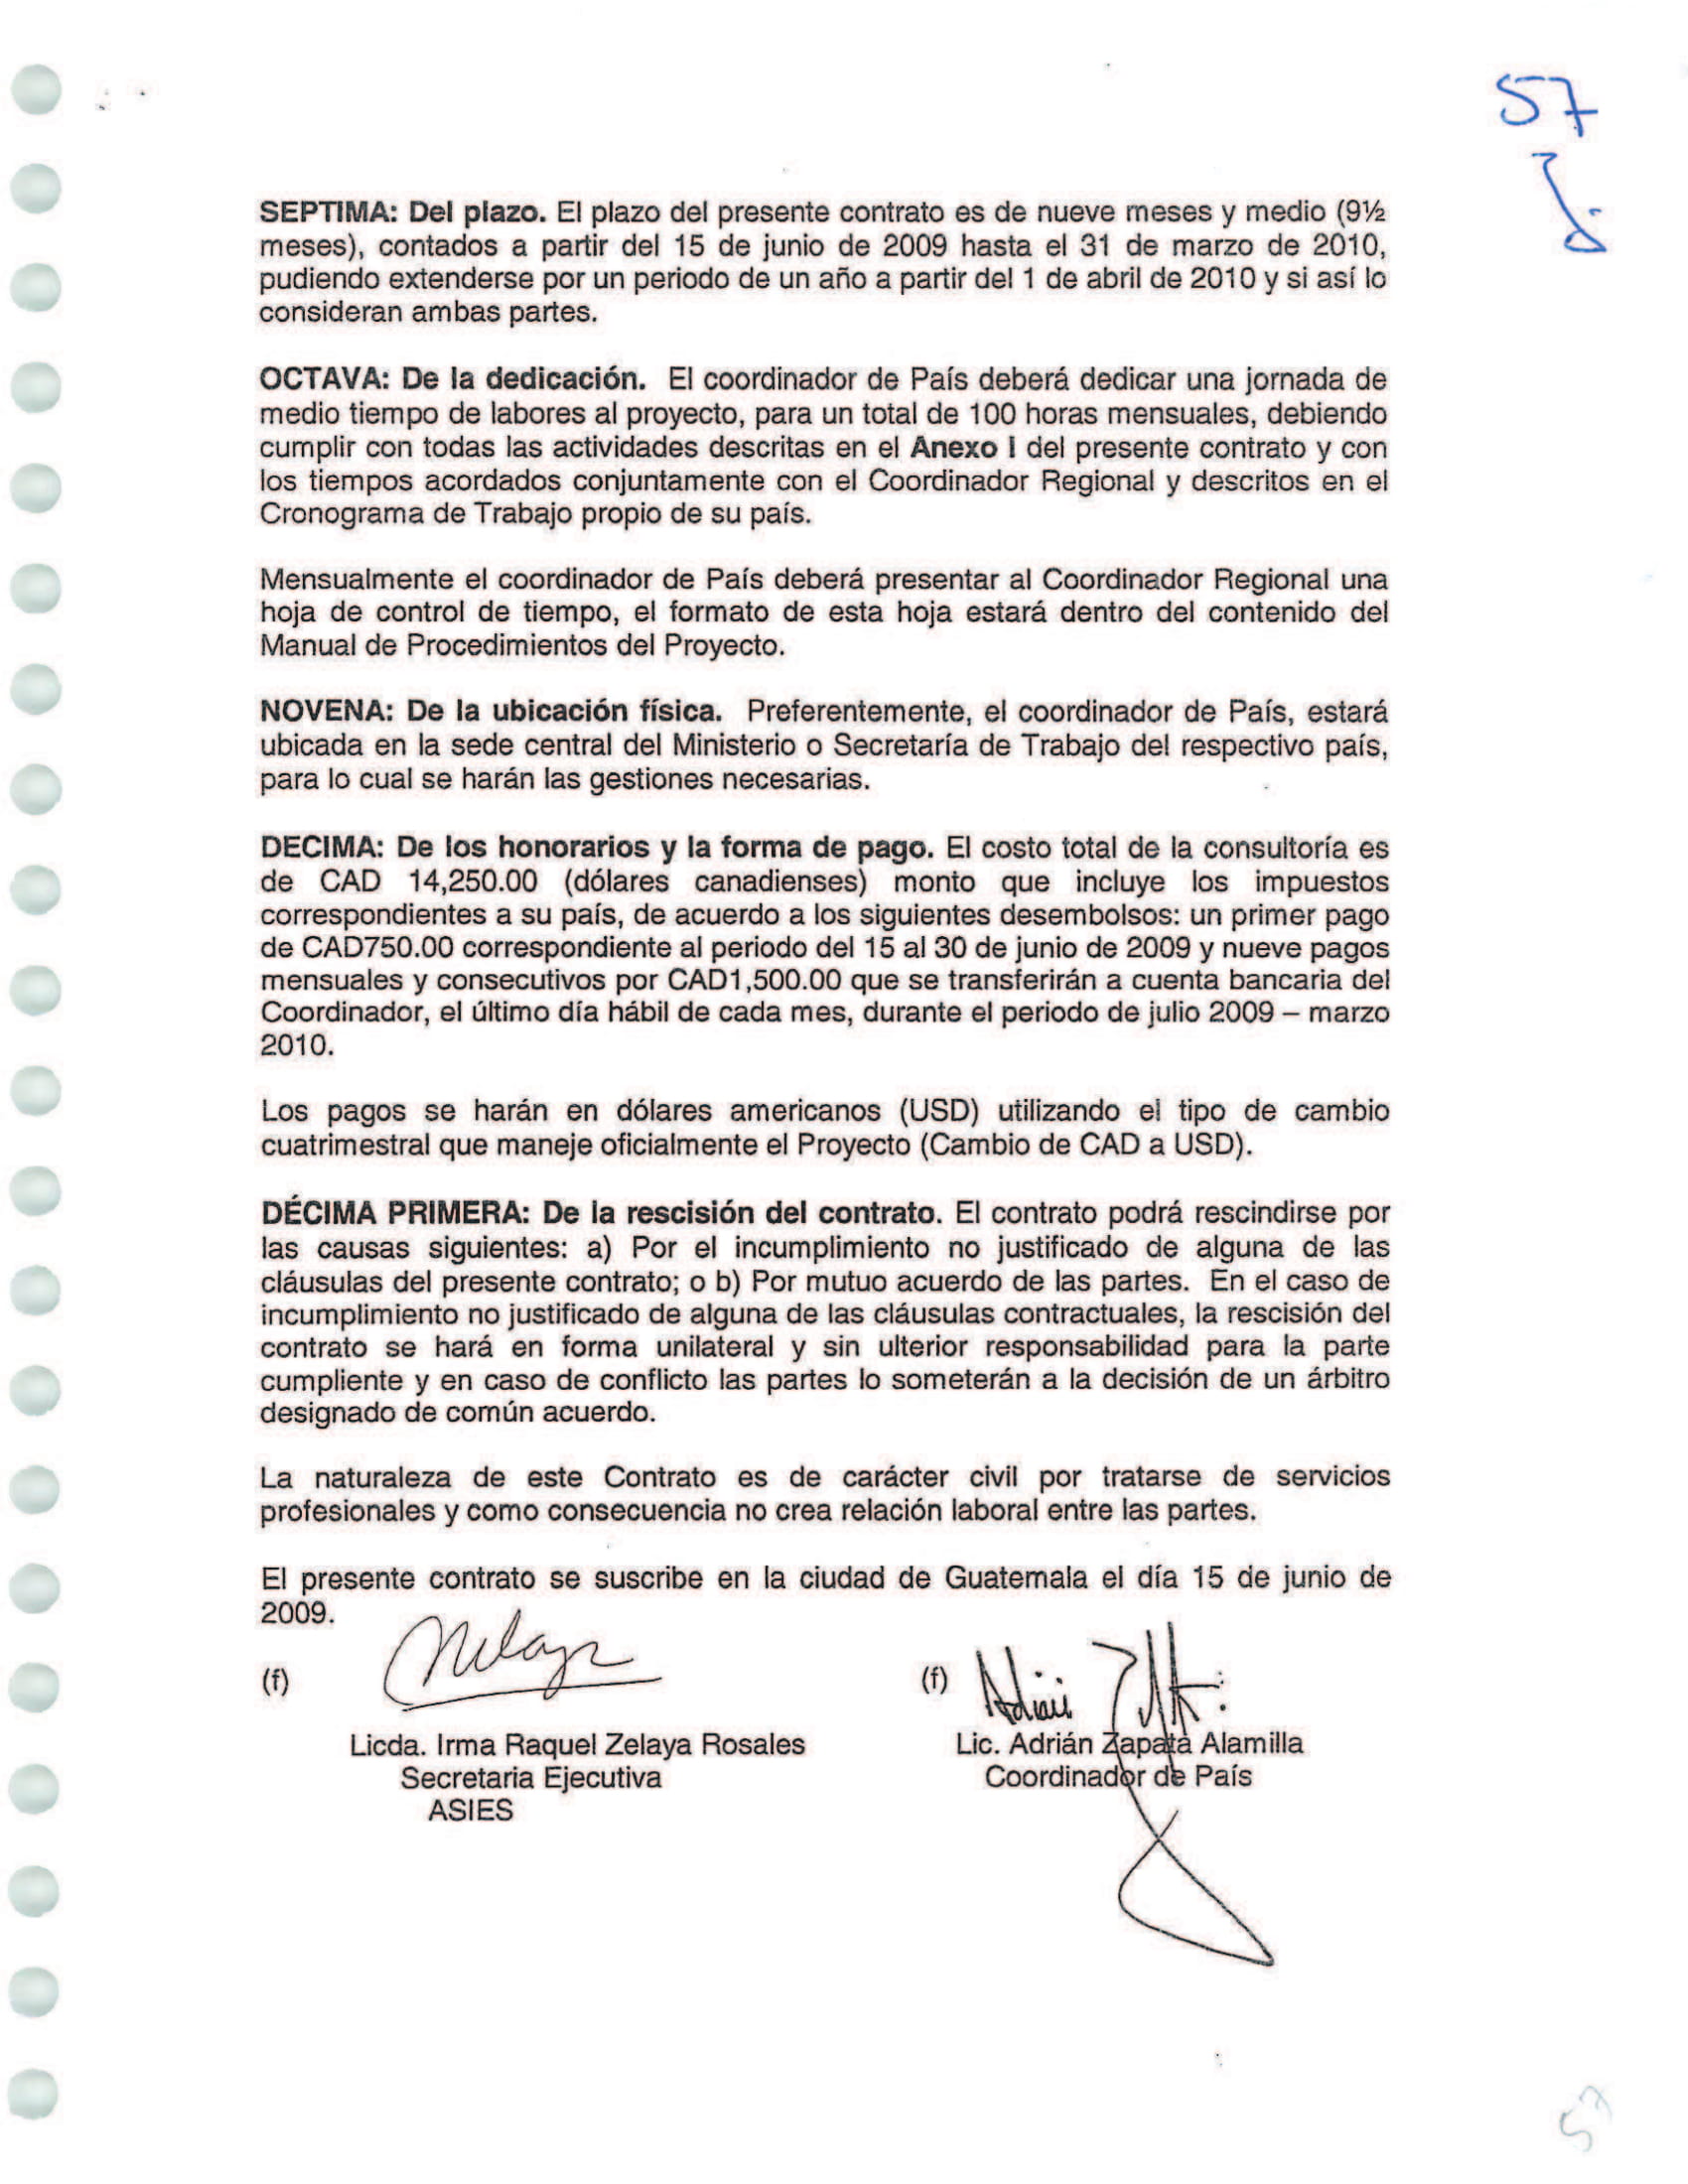 57
SEPTIMA: Del plazo. El plazo del presente contrato es de nueve meses y medio (9½
meses), contados a partir del 15 de junio de 2009 hasta el 31 de marzo de 2010,
pudiendo extenderse por un periodo de un año a partir del 1 de abril de 2010 y si así lo
consideran ambas partes.
OCTAVA: De la dedicación. El coordinador de País deberá dedicar una jornada de
medio tiempo de labores al proyecto, para un total de 100 horas mensuales, debiendo
cumplir con todas las actividades descritas en el Anexo I del presente contrato y con
los tiempos acordados conjuntamente con el Coordinador Regional y descritos en el
Cronograma de Trabajo propio de su país.
Mensualmente el coordinador de País deberá presentar al Coordinador Regional una
hoja de control de tiempo, el formato de esta hoja estará dentro del contenido del
Manual de Procedimientos del Proyecto.
NOVENA: De la ubicación física. Preferentemente, el coordinador de País, estará
ubicada en la sede central del Ministerio o Secretaría de Trabajo del respectivo país,
para lo cual se harán las gestiones necesarias.
DECIMA: De los honorarios y la forma de pago. El costo total de la consultoría es
de CAD 14,250.00 (dólares canadienses) monto que incluye los impuestos
correspondientes a su país, de acuerdo a los siguientes desembolsos: un primer pago
de CAD750.00 correspondiente al periodo del 15 al 30 de junio de 2009 y nueve pagos
mensuales y consecutivos por CAD1,500.00 que se transferirán a cuenta bancaria del
Coordinador, el último día hábil de cada mes, durante el periodo de julio 2009 – marzo
2010.
Los pagos se harán en dólares americanos (USD) utilizando el tipo de cambio
cuatrimestral que maneje oficialmente el Proyecto (Cambio de CAD a USD).
DÉCIMA PRIMERA: De la rescisión del contrato. El contrato podrá rescindirse por
las causas siguientes: a) Por el incumplimiento no justificado de alguna de las
cláusulas del presente contrato; o b) Por mutuo acuerdo de las partes. En el caso de
incumplimiento no justificado de alguna de las cláusulas contractuales, la rescisión del
contrato se hará en forma unilateral y sin ulterior responsabilidad para la parte
cumpliente y en caso de conflicto las partes lo someterán a la decisión de un árbitro
designado de común acuerdo.
La naturaleza de este Contrato es de carácter civil por tratarse de servicios
profesionales y como consecuencia no crea relación laboral entre las partes.
El presente contrato se suscribe en la ciudad de Guatemala el día 15 de junio de
2009.
(f) (f)
Licda. Irma Raquel Zelaya Rosales Lic. Adrián Zapata Alamilla
Secretaria Ejecutiva Coordinador de País
ASIES
57